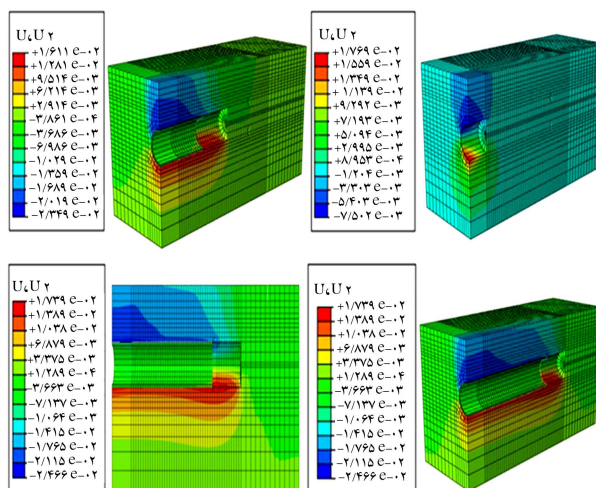 U،U ۲
+۱/۶۱۱ e–۰۲
+۱/۲۸۱ e–۰۲
+۹/۵۱۴ e–۰۳
+۶/۲۱۴ e–۰۳
+۲/۹۱۴ e–۰۳
–۳/۸۶۱ e–۰۴
–۳/۶۸۶ e–۰۳
–۶/۹۸۶ e–۰۳
–۱/۰۲۹ e–۰۲
–۱/۳۵۹ e–۰۲
–۱/۶۸۹ e–۰۲
–۲/۰۱۹ e–۰۲
–۲/۳۴۹ e–۰۲
U،U ۲
+۱/۷۶۹ e–۰۲
+۱/۵۵۹ e–۰۲
+۱/۳۴۹ e–۰۲
+۱/۱۳۹ e–۰۲
+۹/۲۹۲ e–۰۳
+۷/۱۹۳ e–۰۳
+۵/۰۹۴ e–۰۳
+۲/۹۹۵ e–۰۳
+۸/۹۵۳ e–۰۴
–۱/۲۰۴ e–۰۳
–۳/۳۰۳ e–۰۳
–۵/۴۰۳ e–۰۳
–۷/۵۰۲ e–۰۳
U،U ۲
+۱/۷۳۹ e–۰۲
+۱/۳۸۹ e–۰۲
+۱/۰۳۸ e–۰۲
+۶/۸۷۹ e–۰۳
+۳/۳۷۵ e–۰۳
+۱/۲۸۹ e–۰۴
–۳/۶۶۳ e–۰۳
–۷/۱۳۷ e–۰۳
–۱/۰۶۴ e–۰۲
–۱/۴۱۵ e–۰۲
–۱/۷۶۵ e–۰۲
–۲/۱۱۵ e–۰۲
–۲/۴۶۶ e–۰۲
U،U ۲
+۱/۷۳۹ e–۰۲
+۱/۳۸۹ e–۰۲
+۱/۰۳۸ e–۰۲
+۶/۸۷۹ e–۰۳
+۳/۳۷۵ e–۰۳
+۱/۲۸۹ e–۰۴
–۳/۶۶۳ e–۰۳
–۷/۱۳۷ e–۰۳
–۱/۰۶۴ e–۰۲
–۱/۴۱۵ e–۰۲
–۱/۷۶۵ e–۰۲
–۲/۱۱۵ e–۰۲
–۲/۴۶۶ e–۰۲